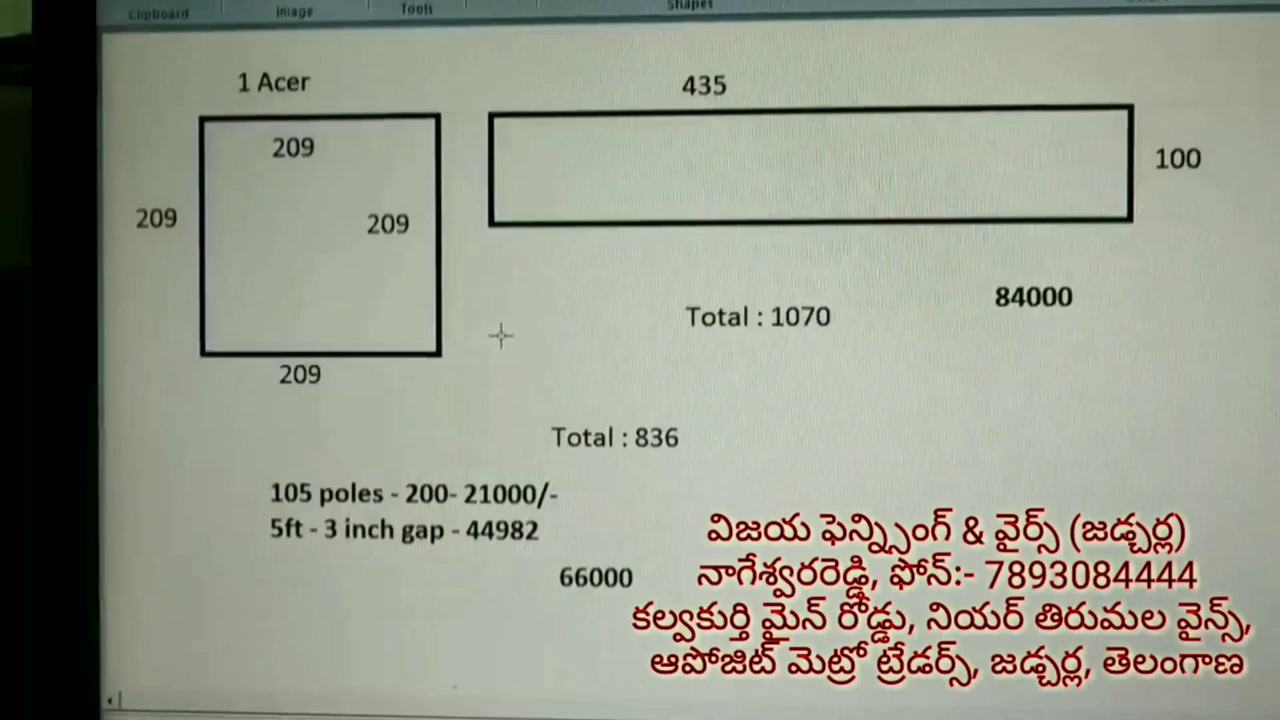 Clipboard
Image
Tools
Shapes
1 Acer
435
209
100
209
209
84000
Total : 1070
209
Total : 836
105 poles - 200- 21000/-
5ft - 3 inch gap - 44982
66000
విజయ ఫెన్న్సింగ్ & వైర్స్ (జడ్చర్ల)
నాగేశ్వరరెడ్డి, ఫోన్:- 7893084444
కల్వకుర్తి మైన్ రోడ్డు, నియర్ తిరుమల వైన్స్,
ఆపోజిట్ మెట్రో ట్రేడర్స్, జడ్చర్ల, తెలంగాణ